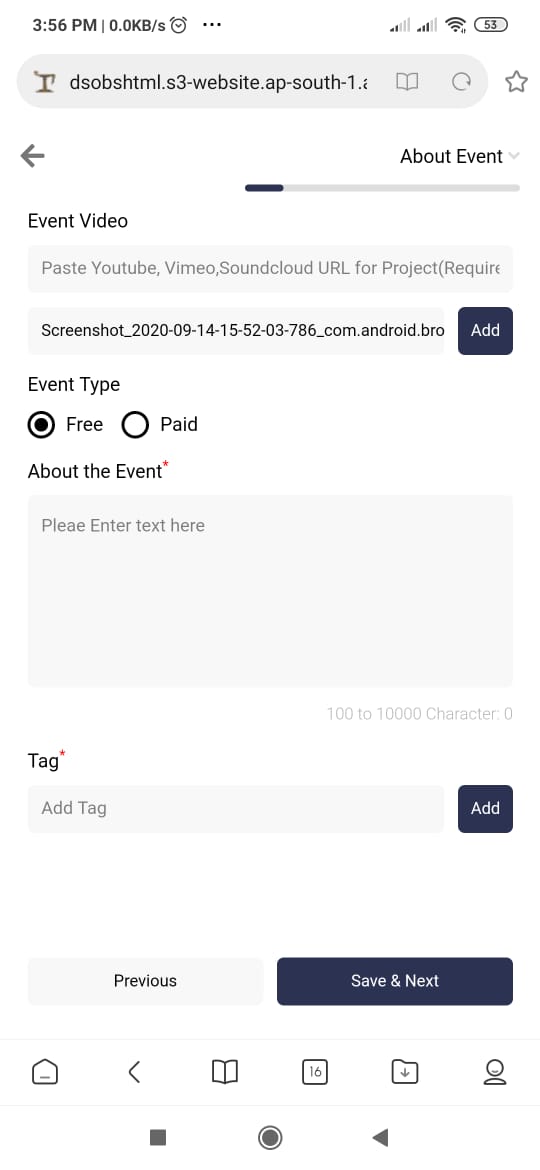 3:56 PM | 0.0KB/s ... 53
dsobshtml.s3-website.ap-south-1.
About Event
Event Video
Paste Youtube, Vimeo,Soundcloud URL for Project(Require
Screenshot_2020-09-14-15-52-03-786_com.android.bro
Add
Event Type
Free Paid
About the Event*
Pleae Enter text here
100 to 10000 Character: 0
Tag*
Add Tag
Add
Previous
Save & Next
16